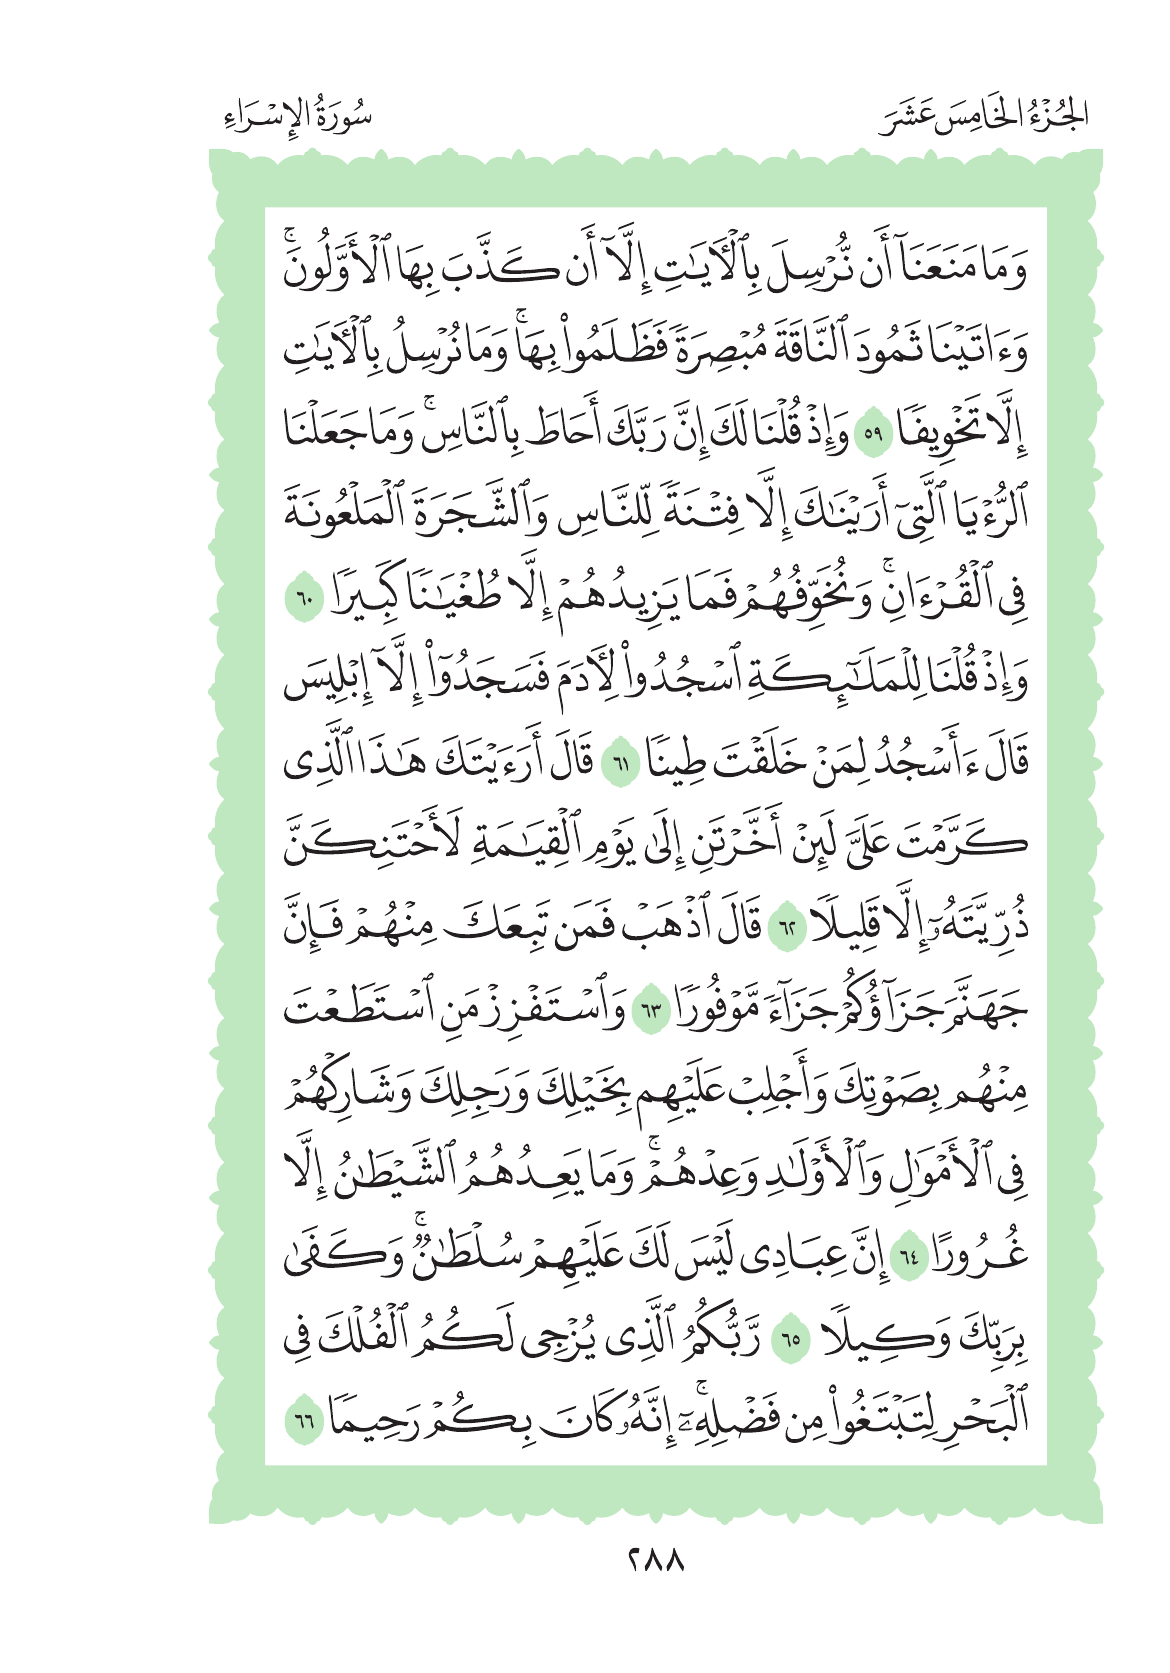 الجُزْءُ الخَامِسَ عَشَرَ
سُورَةُ الإِسْرَاءِ
وَمَا مَنَعَنَآ أَن نُّرْسِلَ بِٱلْأَيَٰتِ إِلَّآ أَن كَذَّبَ بِهَا ٱلْأَوَّلُونَۚ
وَءَاتَيْنَا ثَمُودَ ٱلنَّاقَةَ مُبْصِرَةً فَظَلَمُوا۟ بِهَاۚ وَمَا نُرْسِلُ بِٱلْأَيَٰتِ
إِلَّا تَخْوِيفًا ٥٩ وَإِذْ قُلْنَا لَكَ إِنَّ رَبَّكَ أَحَاطَ بِٱلنَّاسِۚ وَمَا جَعَلْنَا
ٱلرُّءْيَا ٱلَّتِىٓ أَرَيْنَٰكَ إِلَّا فِتْنَةً لِّلنَّاسِ وَٱلشَّجَرَةَ ٱلْمَلْعُونَةَ
فِى ٱلْقُرْءَانِۚ وَنُخَوِّفُهُمْ فَمَا يَزِيدُهُمْ إِلَّا طُغْيَٰنًا كَبِيرًا ٦٠
وَإِذْ قُلْنَا لِلْمَلَٰٓئِكَةِ ٱسْجُدُوا۟ لِأَدَمَ فَسَجَدُوٓا۟ إِلَّآ إِبْلِيسَ
قَالَ ءَأَسْجُدُ لِمَنْ خَلَقْتَ طِينًا ٦١ قَالَ أَرَءَيْتَكَ هَٰذَا ٱلَّذِى
كَرَّمْتَ عَلَىَّ لَئِنْ أَخَّرْتَنِ إِلَىٰ يَوْمِ ٱلْقِيَٰمَةِ لَأَحْتَنِكَنَّ
ذُرِّيَّتَهُۥٓ إِلَّا قَلِيلًا ٦٢ قَالَ ٱذْهَبْ فَمَن تَبِعَكَ مِنْهُمْ فَإِنَّ
جَهَنَّمَ جَزَآؤُكُمْ جَزَآءً مَّوْفُورًا ٦٣ وَٱسْتَفْزِزْ مَنِ ٱسْتَطَعْتَ
مِنْهُم بِصَوْتِكَ وَأَجْلِبْ عَلَيْهِم بِخَيْلِكَ وَرَجِلِكَ وَشَارِكْهُمْ
فِى ٱلْأَمْوَٰلِ وَٱلْأَوْلَٰدِ وَعِدْهُمْۚ وَمَا يَعِدُهُمُ ٱلشَّيْطَٰنُ إِلَّا
غُرُورًا ٦٤ إِنَّ عِبَادِى لَيْسَ لَكَ عَلَيْهِمْ سُلْطَٰنٌۚ وَكَفَىٰ
بِرَبِّكَ وَكِيلًا ٦٥ رَّبُّكُمُ ٱلَّذِى يُزْجِى لَكُمُ ٱلْفُلْكَ فِى
ٱلْبَحْرِ لِتَبْتَغُوا۟ مِن فَضْلِهِۦٓۚ إِنَّهُۥ كَانَ بِكُمْ رَحِيمًا ٦٦
٢٨٨